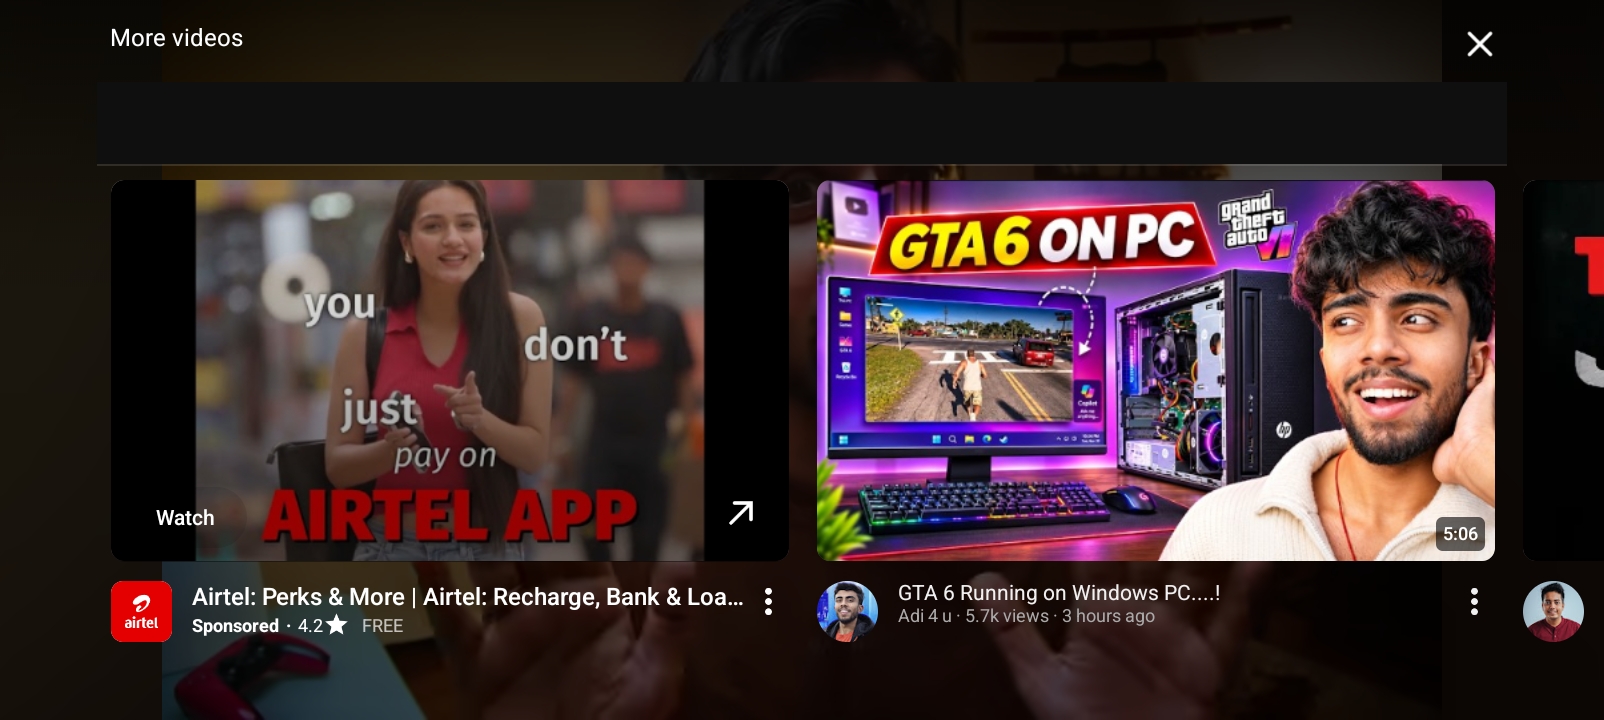 More videos
you
don't
just
pay on
AIRTEL APP
Watch
airtel
Airtel: Perks & More | Airtel: Recharge, Bank & Loa...
Sponsored · 4.2★ FREE
GTA 6 ON PC
grand
theft
auto
VI
Copilot
hp
5:06
GTA 6 Running on Windows PC....!
Adi 4 u · 5.7k views · 3 hours ago